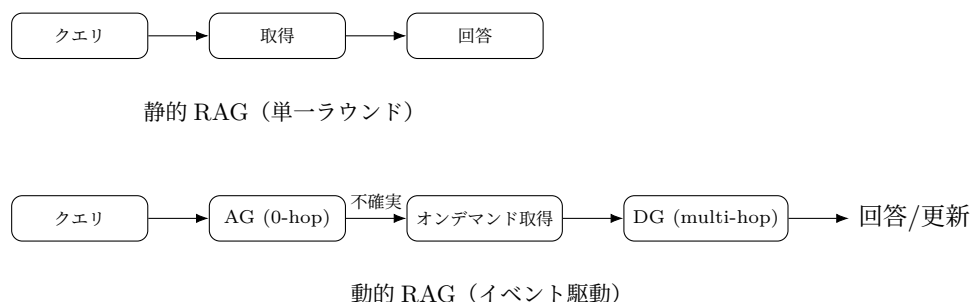 クエリ 取得 回答
静的 RAG（単一ラウンド）
クエリ AG (0-hop) 不確実 オンデマンド取得 DG (multi-hop) 回答/更新
動的 RAG（イベント駆動）